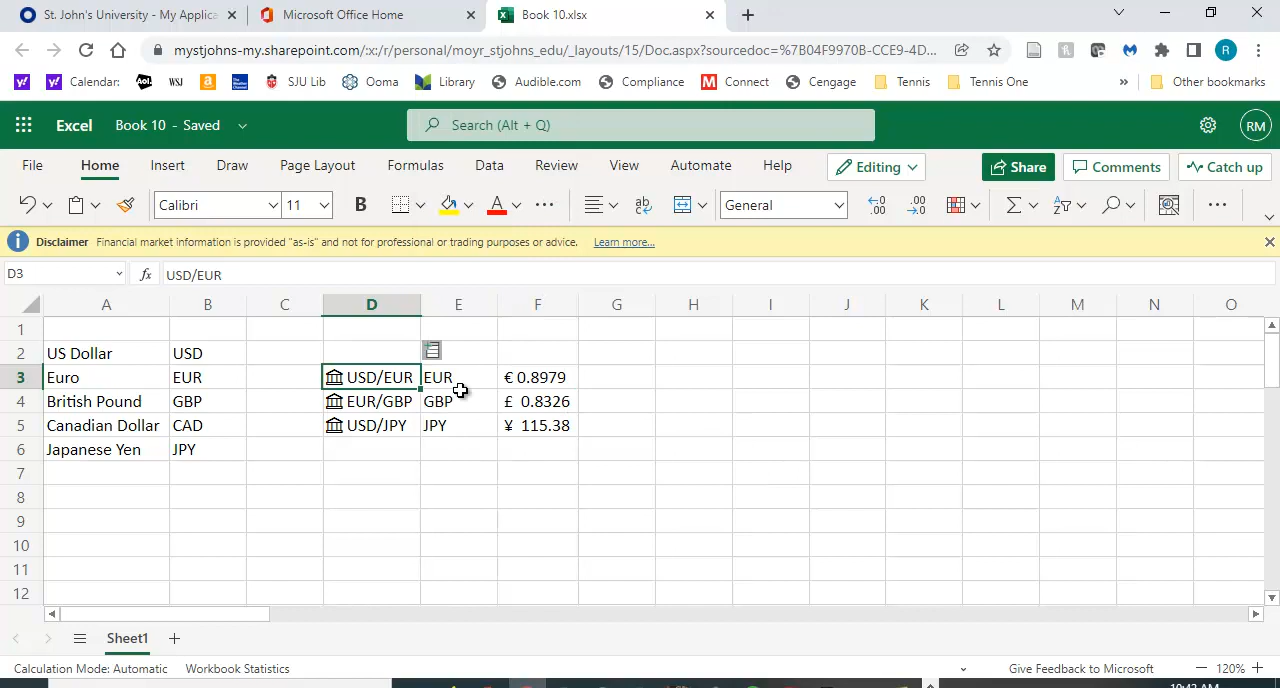 St. John's University - My Applica
Microsoft Office Home
Book 10.xlsx
mystjohns-my.sharepoint.com/:x:/r/personal/moyr_stjohns_edu/_layouts/15/Doc.aspx?sourcedoc=%7B04F9970B-CCE9-4D...
R
Calendar:
Aol.
WSJ
SJU Lib
Ooma
Library
Audible.com
Compliance
M Connect
Cengage
Tennis
Tennis One
»
Other bookmarks
Excel
Book 10 - Saved
Search (Alt + Q)
RM
File
Home
Insert
Draw
Page Layout
Formulas
Data
Review
View
Automate
Help
Editing
Share
Comments
Catch up
Calibri
11
B
A
ab
General
Disclaimer Financial market information is provided "as-is" and not for professional or trading purposes or advice. Learn more...
D3
fx
USD/EUR
A B C D E F G H I J K L M N O
1
2 US Dollar USD
3 Euro EUR USD/EUR EUR € 0.8979
4 British Pound GBP EUR/GBP GBP £ 0.8326
5 Canadian Dollar CAD USD/JPY JPY ¥ 115.38
6 Japanese Yen JPY
7
8
9
10
11
12
Sheet1
Calculation Mode: Automatic
Workbook Statistics
Give Feedback to Microsoft
120%
10:42 AM